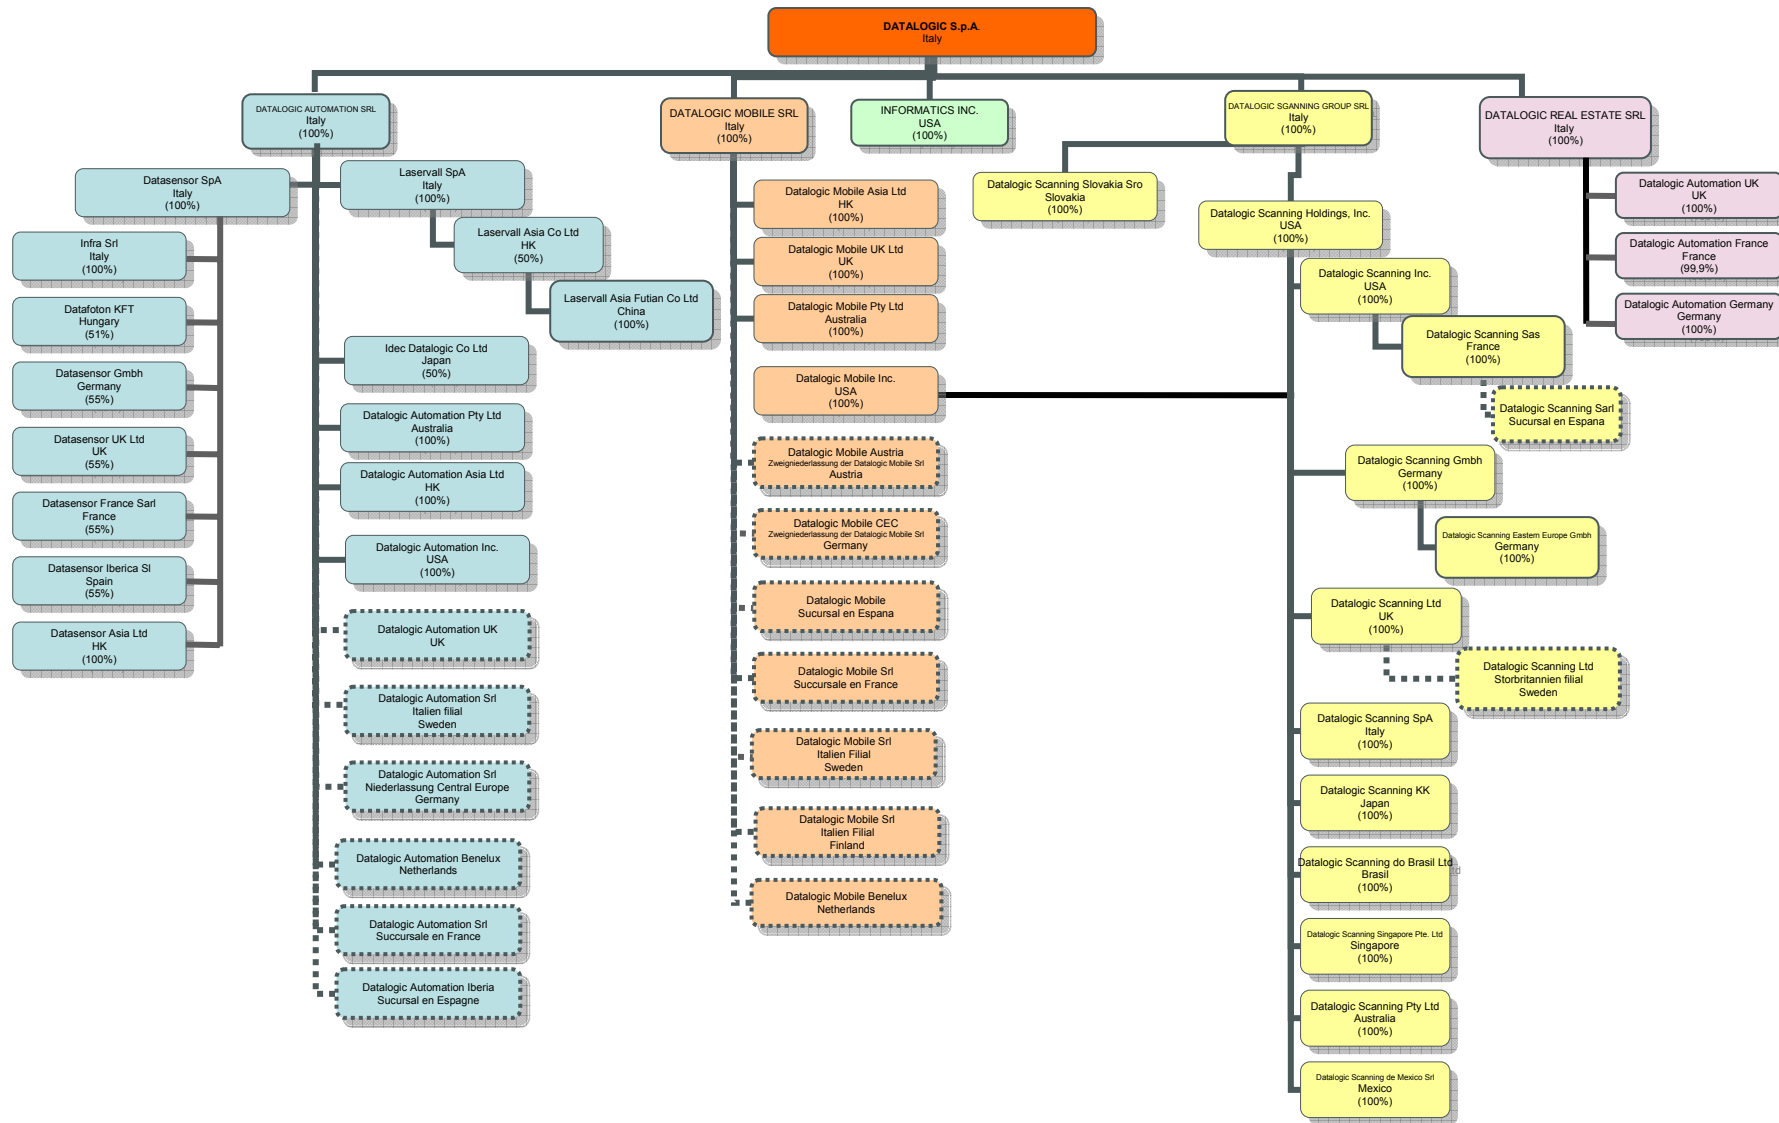 DATALOGIC S.p.A.
Italy
DATALOGIC AUTOMATION SRL
Italy
(100%)
DATALOGIC MOBILE SRL
Italy
(100%)
INFORMATICS INC.
USA
(100%)
DATALOGIC SGANNING GROUP SRL
Italy
(100%)
DATALOGIC REAL ESTATE SRL
Italy
(100%)
Datasensor SpA
Italy
(100%)
Infra Srl
Italy
(100%)
Datafoton KFT
Hungary
(51%)
Datasensor Gmbh
Germany
(55%)
Datasensor UK Ltd
UK
(55%)
Datasensor France Sarl
France
(55%)
Datasensor Iberica Sl
Spain
(55%)
Datasensor Asia Ltd
HK
(100%)
Laservall SpA
Italy
(100%)
Laservall Asia Co Ltd
HK
(50%)
Laservall Asia Futian Co Ltd
China
(100%)
Idec Datalogic Co Ltd
Japan
(50%)
Datalogic Automation Pty Ltd
Australia
(100%)
Datalogic Automation Asia Ltd
HK
(100%)
Datalogic Automation Inc.
USA
(100%)
Datalogic Automation UK
UK
Datalogic Automation Srl
Italien filial
Sweden
Datalogic Automation Srl
Niederlassung Central Europe
Germany
Datalogic Automation Benelux
Netherlands
Datalogic Automation Srl
Succursale en France
Datalogic Automation Iberia
Sucursal en Espagne
Datalogic Mobile Asia Ltd
HK
(100%)
Datalogic Mobile UK Ltd
UK
(100%)
Datalogic Mobile Pty Ltd
Australia
(100%)
Datalogic Mobile Inc.
USA
(100%)
Datalogic Mobile Austria
Zweigniederlassung der Datalogic Mobile Srl
Austria
Datalogic Mobile CEC
Zweigniederlassung der Datalogic Mobile Srl
Germany
Datalogic Mobile
Sucursal en Espana
Datalogic Mobile Srl
Succursale en France
Datalogic Mobile Srl
Italien Filial
Sweden
Datalogic Mobile Srl
Italien Filial
Finland
Datalogic Mobile Benelux
Netherlands
Datalogic Scanning Slovakia Sro
Slovakia
(100%)
Datalogic Scanning Holdings, Inc.
USA
(100%)
Datalogic Scanning Inc.
USA
(100%)
Datalogic Scanning Sas
France
(100%)
Datalogic Scanning Sarl
Sucursal en Espana
Datalogic Scanning Gmbh
Germany
(100%)
Datalogic Scanning Eastern Europe Gmbh
Germany
(100%)
Datalogic Scanning Ltd
UK
(100%)
Datalogic Scanning Ltd
Storbritannien filial
Sweden
Datalogic Scanning SpA
Italy
(100%)
Datalogic Scanning KK
Japan
(100%)
Datalogic Scanning do Brasil Ltd
Brasil
(100%)
Datalogic Scanning Singapore Pte. Ltd
Singapore
(100%)
Datalogic Scanning Pty Ltd
Australia
(100%)
Datalogic Scanning de Mexico Srl
Mexico
(100%)
Datalogic Automation UK
UK
(100%)
Datalogic Automation France
France
(99,9%)
Datalogic Automation Germany
Germany
(100%)